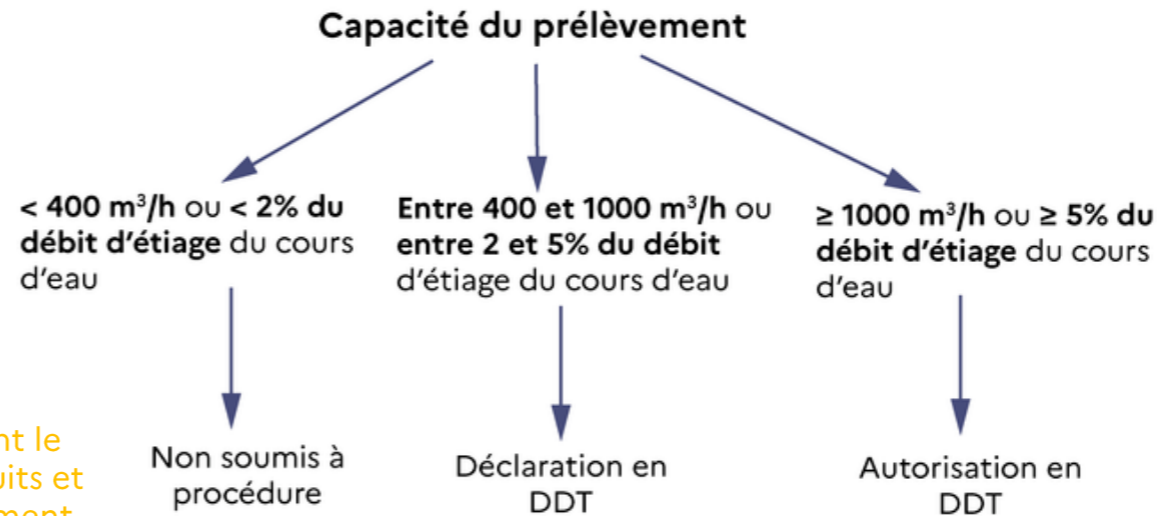 Capacité du prélèvement
< 400 m³/h ou < 2% du
débit d'étiage du cours
d'eau
Entre 400 et 1000 m³/h ou
entre 2 et 5% du débit
d'étiage du cours d'eau
≥ 1000 m³/h ou ≥ 5% du
débit d'étiage du cours
d'eau
Non soumis à
procédure
Déclaration en
DDT
Autorisation en
DDT
nt le
uits et
ment